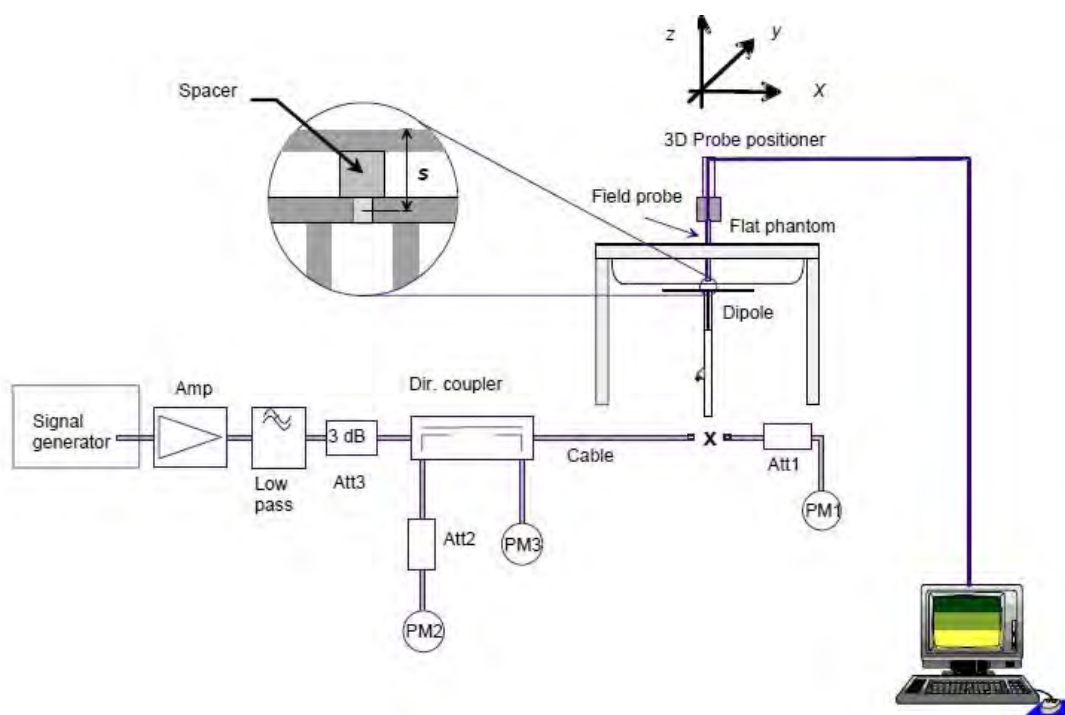 z
y
x
Spacer
s
3D Probe positioner
Field probe
Flat phantom
Dipole
Dir. coupler
Amp
Signal
generator
3 dB
Low
pass
Att3
Cable
x
Att1
PM1
Att2
PM3
PM2